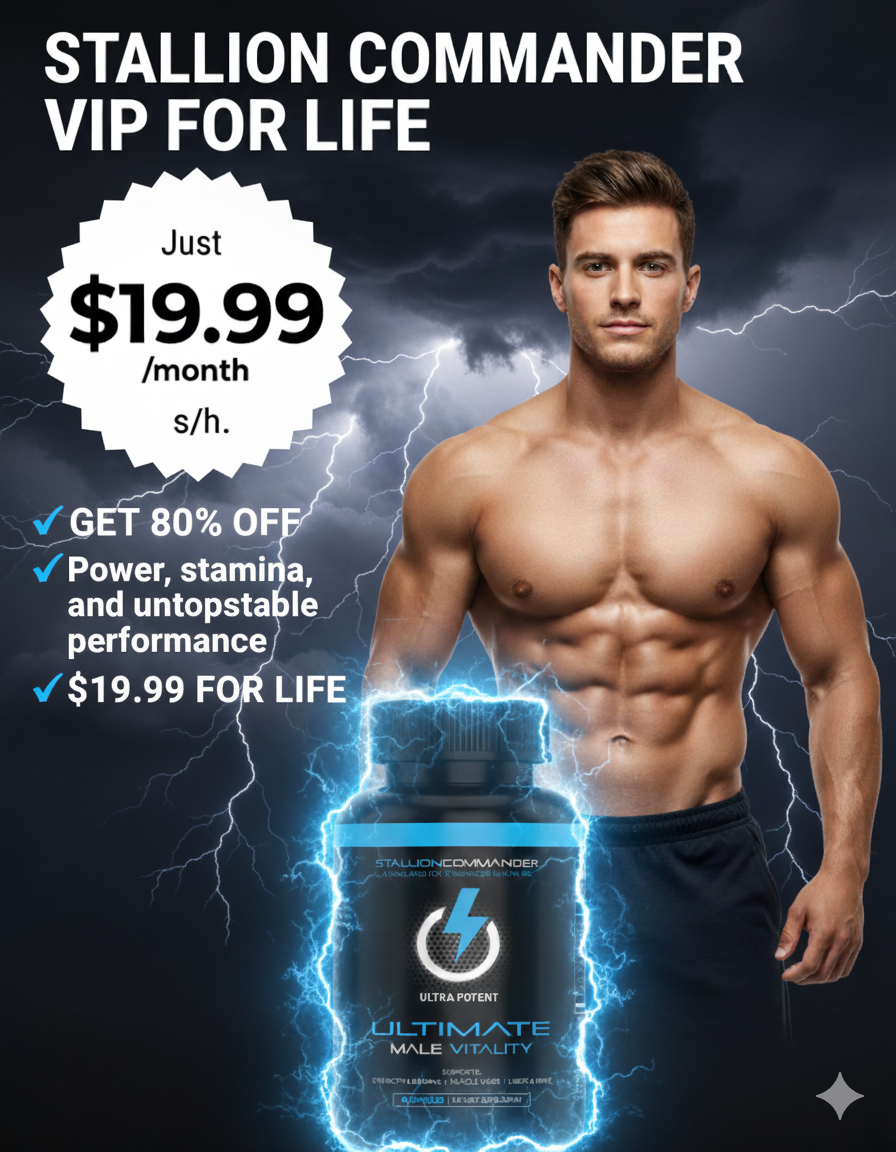 STALLION COMMANDER
VIP FOR LIFE
Just
$19.99
/month
s/h.
✓ GET 80% OFF
✓ Power, stamina,
and untopstable
performance
✓ $19.99 FOR LIFE
STALLIONCOMMANDER
ULTRA POTENT
ULTIMATE
MALE VITALITY